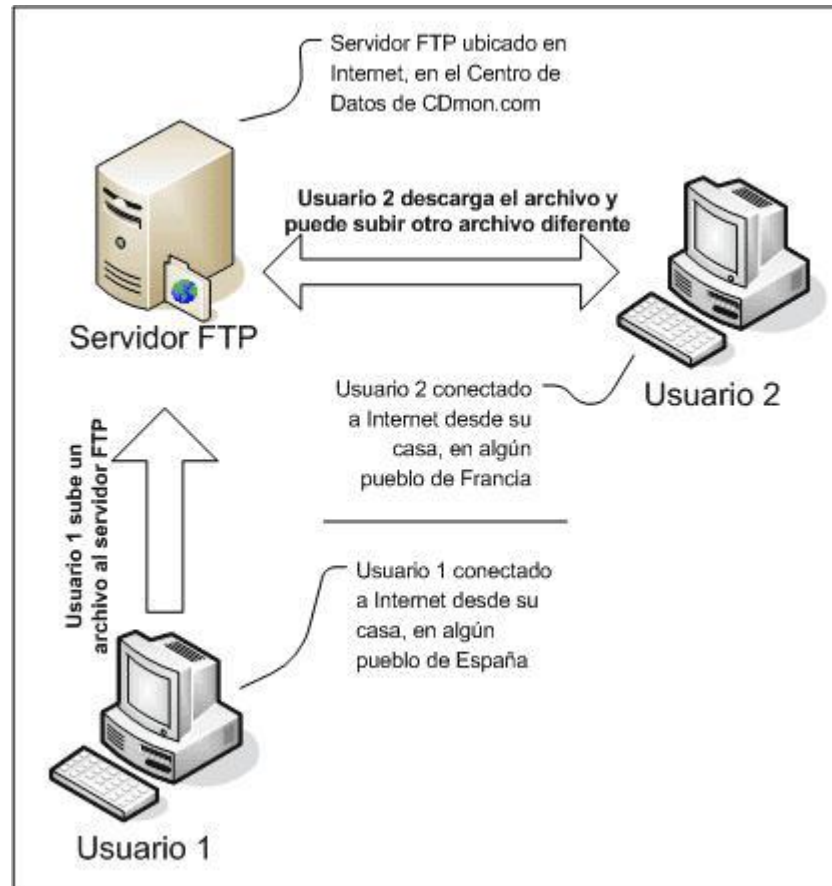 Servidor FTP ubicado en
Internet, en el Centro de
Datos de CDmon.com
Usuario 2 descarga el archivo y
puede subir otro archivo diferente
Servidor FTP
Usuario 2
Usuario 2 conectado
a Internet desde su
casa, en algún
pueblo de Francia
Usuario 1 sube un
archivo al servidor FTP
Usuario 1 conectado
a Internet desde su
casa, en algún
pueblo de España
Usuario 1